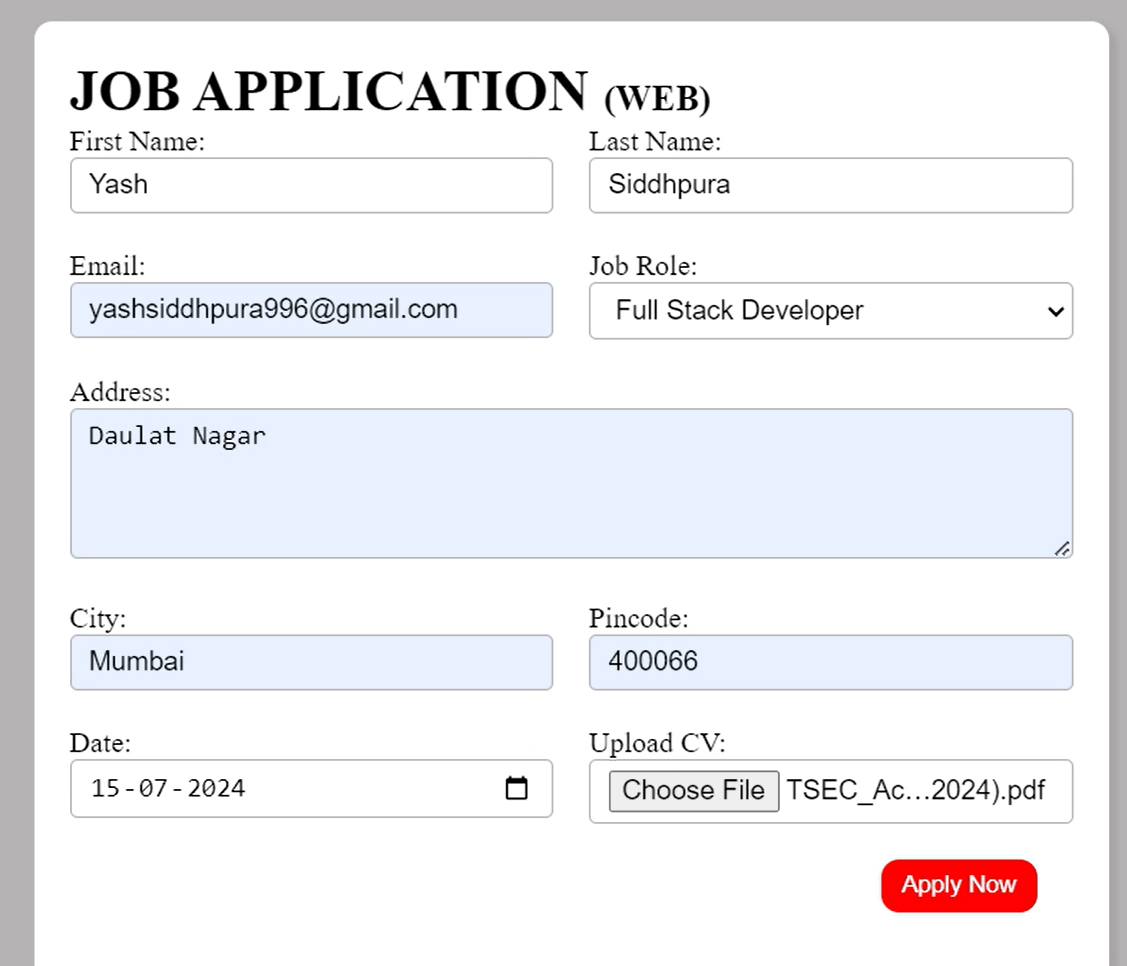 JOB APPLICATION (WEB)
First Name: Last Name:
Yash Siddhpura
Email: Job Role:
yashsiddhpura996@gmail.com Full Stack Developer
Address:
Daulat Nagar
City: Pincode:
Mumbai 400066
Date: Upload CV:
15-07-2024 Choose File TSEC_Ac...2024).pdf
Apply Now